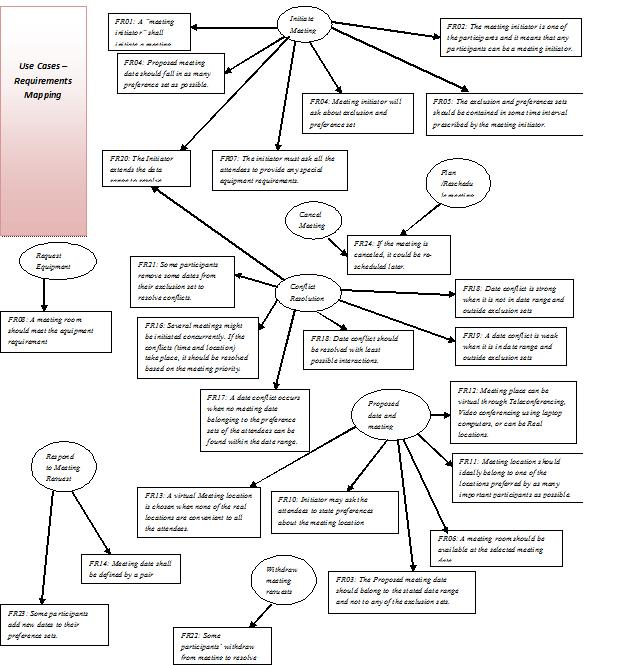 Use Cases –
Requirements
Mapping
FR01: A "meeting
initiator" shall
initiate a meeting
Initiate
Meeting
FR02: The meeting initiator is one of
the participants and it means that any
participants can be a meeting initiator.
FR04: Proposed meeting
date should fall in as many
preference set as possible.
FR04: Meeting initiator will
ask about exclusion and
preference set
FR05: The exclusion and preferences sets
should be contained in some time interval
prescribed by the meeting initiator.
FR20: The Initiator
extends the data
range to resolve
FR07: The initiator must ask all the
attendees to provide any special
equipment requirements.
Plan
/Reschedu
le meeting
Cancel
Meeting
FR24: If the meeting is
canceled, it could be re-
scheduled later.
Request
Equipment
FR21: Some participants
remove some dates from
their exclusion set to
resolve conflicts.
Conflict
Resolution
FR18: Date conflict is strong
when it is not in date range and
outside exclusion sets
FR08: A meeting room
should meet the equipment
requirement
FR16: Several meetings might
be initiated concurrently. If the
conflicts (time and location)
take place, it should be resolved
based on the meeting priority.
FR18: Date conflict should
be resolved with least
possible interactions.
FR19: A date conflict is weak
when it is in date range and
outside exclusion sets
FR17: A date conflict occurs
when no meeting date
belonging to the preference
sets of the attendees can be
found within the date range.
Proposed
date and
meeting
FR12: Meeting place can be
virtual through Teleconferencing,
Video conferencing using laptop
computers, or can be Real
locations.
Respond
to Meeting
Request
FR11: Meeting location should
ideally belong to one of the
locations preferred by as many
important participants as possible.
FR13: A virtual Meeting location
is chosen when none of the real
locations are convenient to all
the attendees.
FR10: Initiator may ask the
attendees to state preferences
about the meeting location
FR06: A meeting room should be
available at the selected meeting
date.
FR14: Meeting date shall
be defined by a pair
Withdraw
meeting
requests
FR03: The Proposed meeting date
should belong to the stated date range
and not to any of the exclusion sets.
FR23: Some participants
add new dates to their
preference sets.
FR22: Some
participants' withdraw
from meeting to resolve